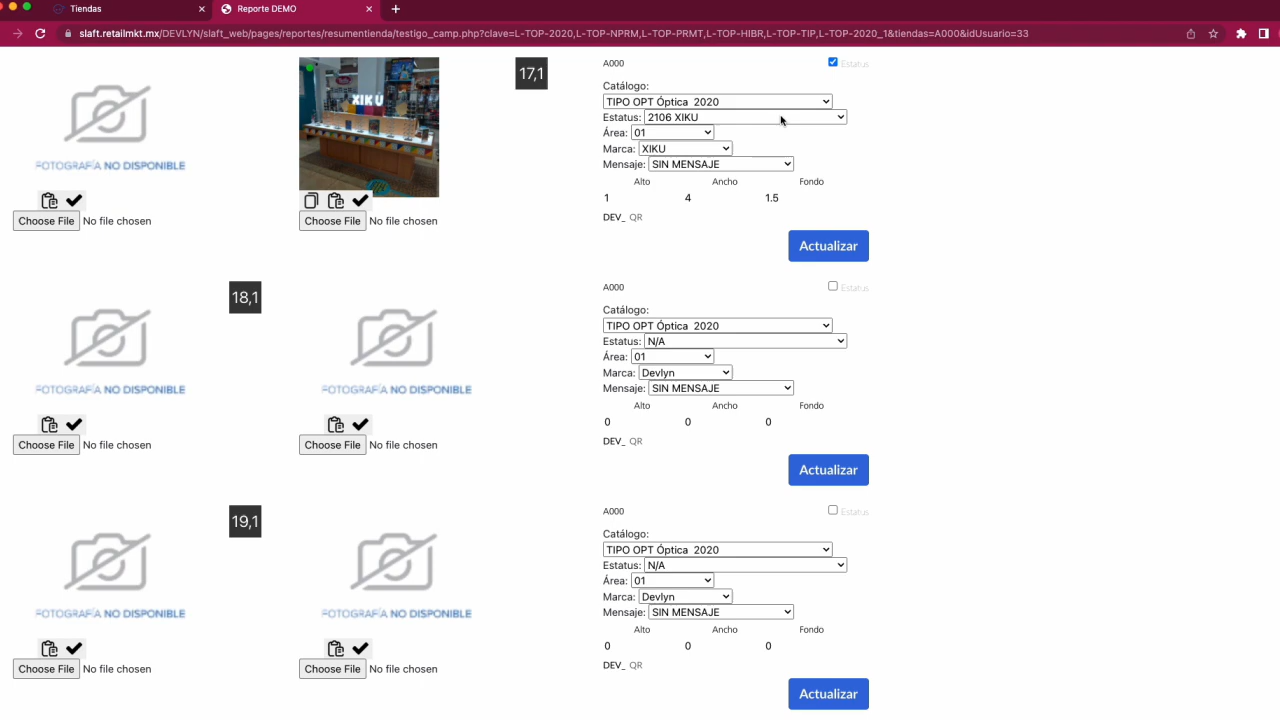 Tiendas
Reporte DEMO
slaft.retailmkt.mx/DEVLYN/slaft_web/pages/reportes/resumentienda/testigo_camp.php?clave=L-TOP-2020,L-TOP-NPRM,L-TOP-PRMT,L-TOP-HIBR,L-TOP-TIP,L-TOP-2020_1&tiendas=A000&idUsuario=33
FOTOGRAFÍA NO DISPONIBLE
Choose File No file chosen
XIKU
Choose File No file chosen
17,1
A000
Estatus
Catálogo:
TIPO OPT Óptica 2020
Estatus: 2106 XIKU
Área: 01
Marca: XIKU
Mensaje: SIN MENSAJE
Alto Ancho Fondo
1 4 1.5
DEV_ QR
Actualizar
18,1
FOTOGRAFÍA NO DISPONIBLE
Choose File No file chosen
FOTOGRAFÍA NO DISPONIBLE
Choose File No file chosen
A000
Estatus
Catálogo:
TIPO OPT Óptica 2020
Estatus: N/A
Área: 01
Marca: Devlyn
Mensaje: SIN MENSAJE
Alto Ancho Fondo
0 0 0
DEV_ QR
Actualizar
19,1
FOTOGRAFÍA NO DISPONIBLE
Choose File No file chosen
FOTOGRAFÍA NO DISPONIBLE
Choose File No file chosen
A000
Estatus
Catálogo:
TIPO OPT Óptica 2020
Estatus: N/A
Área: 01
Marca: Devlyn
Mensaje: SIN MENSAJE
Alto Ancho Fondo
0 0 0
DEV_ QR
Actualizar